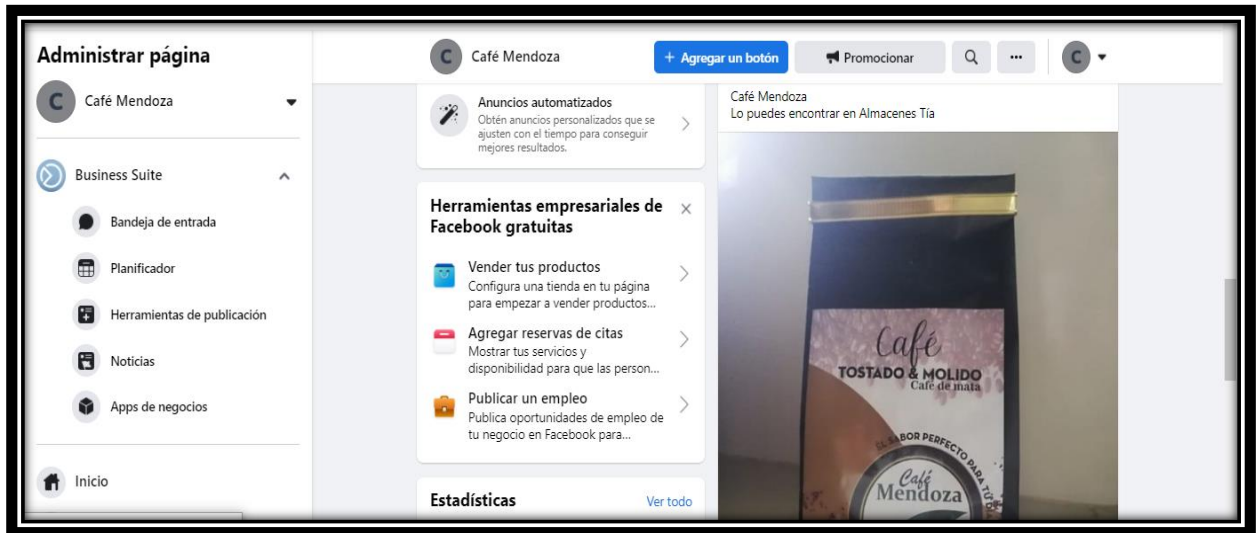 Administrar página
C
Café Mendoza
Business Suite
Bandeja de entrada
Planificador
Herramientas de publicación
Noticias
Apps de negocios
Inicio
C
Café Mendoza
+ Agregar un botón
Promocionar
C
Anuncios automatizados
Obtén anuncios personalizados que se
ajusten con el tiempo para conseguir
mejores resultados.
Herramientas empresariales de
Facebook gratuitas
Vender tus productos
Configura una tienda en tu página
para empezar a vender productos...
Agregar reservas de citas
Mostrar tus servicios y
disponibilidad para que las person...
Publicar un empleo
Publica oportunidades de empleo de
tu negocio en Facebook para...
Estadísticas
Ver todo
Café Mendoza
Lo puedes encontrar en Almacenes Tía
Café
TOSTADO & MOLIDO
Café de mata
EL SABOR PERFECTO PARA TÚ DÍA
Café
Mendoza